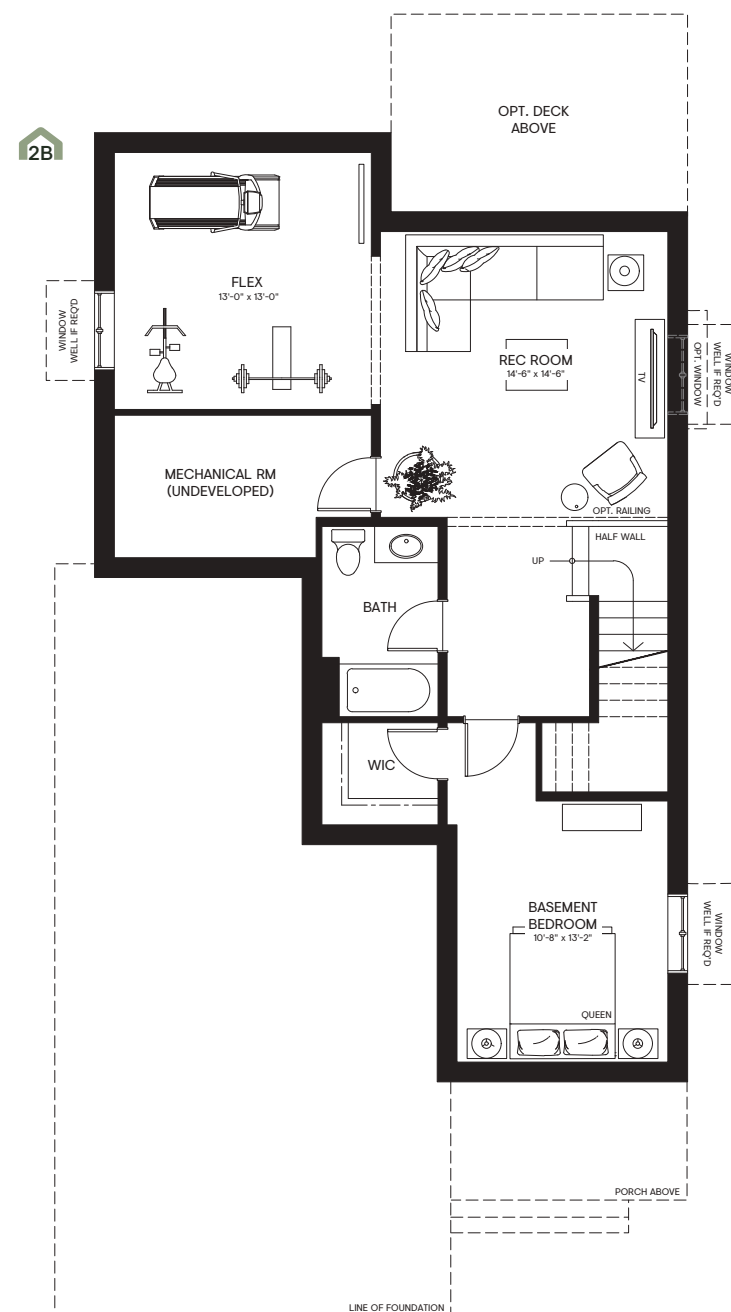 OPT. DECK
ABOVE
2B
FLEX
13'-0" x 13'-0"
WINDOW
WELL IF REQ'D
REC ROOM
14'-6" x 14'-6"
TV
OPT. WINDOW
WINDOW
WELL IF REQ'D
MECHANICAL RM
(UNDEVELOPED)
OPT. RAILING
HALF WALL
UP
BATH
WIC
BASEMENT
BEDROOM
10'-8" x 13'-2"
WINDOW
WELL IF REQ'D
QUEEN
PORCH ABOVE
LINE OF FOUNDATION